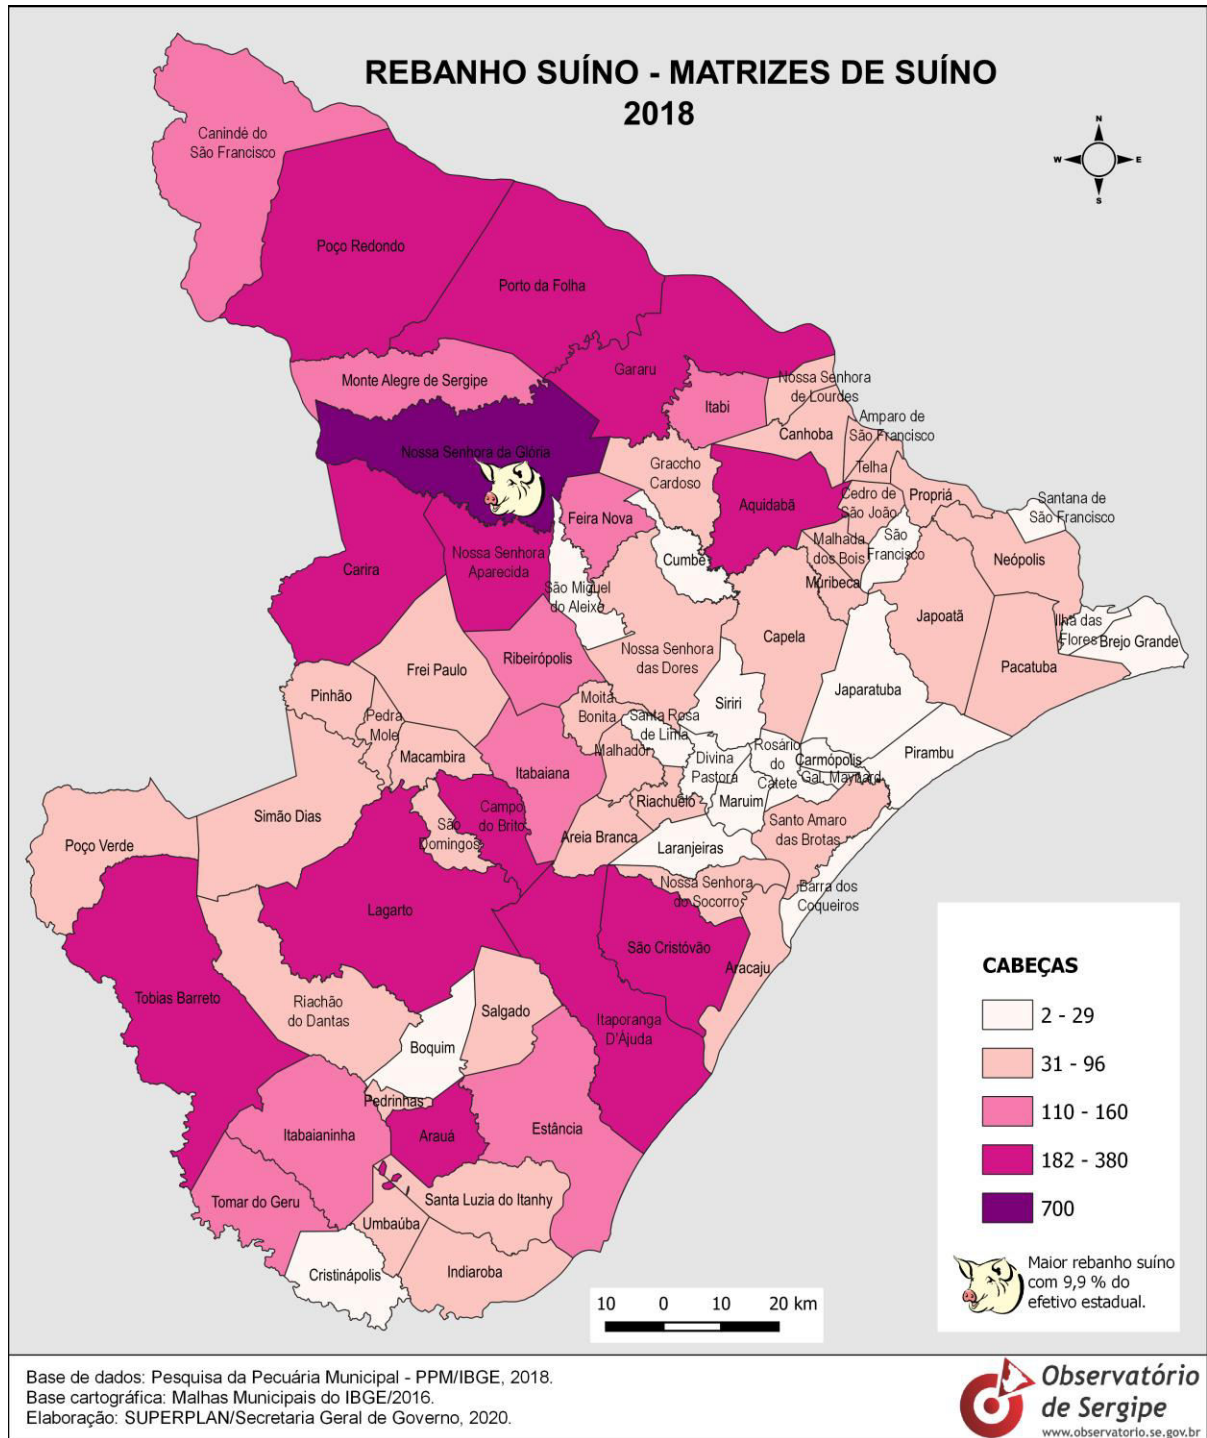 REBANHO SUÍNO - MATRIZES DE SUÍNO
2018
N
W
E
S
Canindé do
São Francisco
Poço Redondo
Porto da Folha
Gararu
Monte Alegre de Sergipe
Itabi
Nossa Senhora
de Lourdes
Canhoba
Amparo de
São Francisco
Telha
Nossa Senhora da Glória
Graccho
Cardoso
Aquidabã
Cedro de
São João
Propriá
Santana de
São Francisco
Feira Nova
Carira
Nossa Senhora
Aparecida
Cumbe
Malhada
dos Bois
São
Francisco
Neópolis
São Miguel
do Aleixo
Muribeca
Japoatã
Ilha das
Flores
Brejo Grande
Pacatuba
Frei Paulo
Ribeirópolis
Nossa Senhora
das Dores
Capela
Japaratuba
Pinhão
Pedra
Mole
Moita
Bonita
Siriri
Santa Rosa
de Lima
Macambira
Itabaiana
Malhador
Divina
Pastora
Rosário
do
Catete
Carmópolis
Gal. Maynard
Pirambu
Simão Dias
Poço Verde
São
Domingos
Campo
do Brito
Riachuelo
Maruim
Areia Branca
Santo Amaro
das Brotas
Laranjeiras
Nossa Senhora
do Socorro
Barra dos
Coqueiros
Lagarto
São Cristóvão
Aracaju
Tobias Barreto
Riachão
do Dantas
Salgado
Itaporanga
D'Ájuda
Boquim
Pedrinhas
Itabaianinha
Arauá
Estância
Tomar do Geru
Santa Luzia do Itanhy
Umbaúba
Cristinápolis
Indiaroba
CABEÇAS
2 - 29
31 - 96
110 - 160
182 - 380
700
Maior rebanho suíno
com 9,9 % do
efetivo estadual.
10 0 10 20 km
Base de dados: Pesquisa da Pecuária Municipal - PPM/IBGE, 2018.
Base cartográfica: Malhas Municipais do IBGE/2016.
Elaboração: SUPERPLAN/Secretaria Geral de Governo, 2020.
Observatório
de Sergipe
www.observatorio.se.gov.br